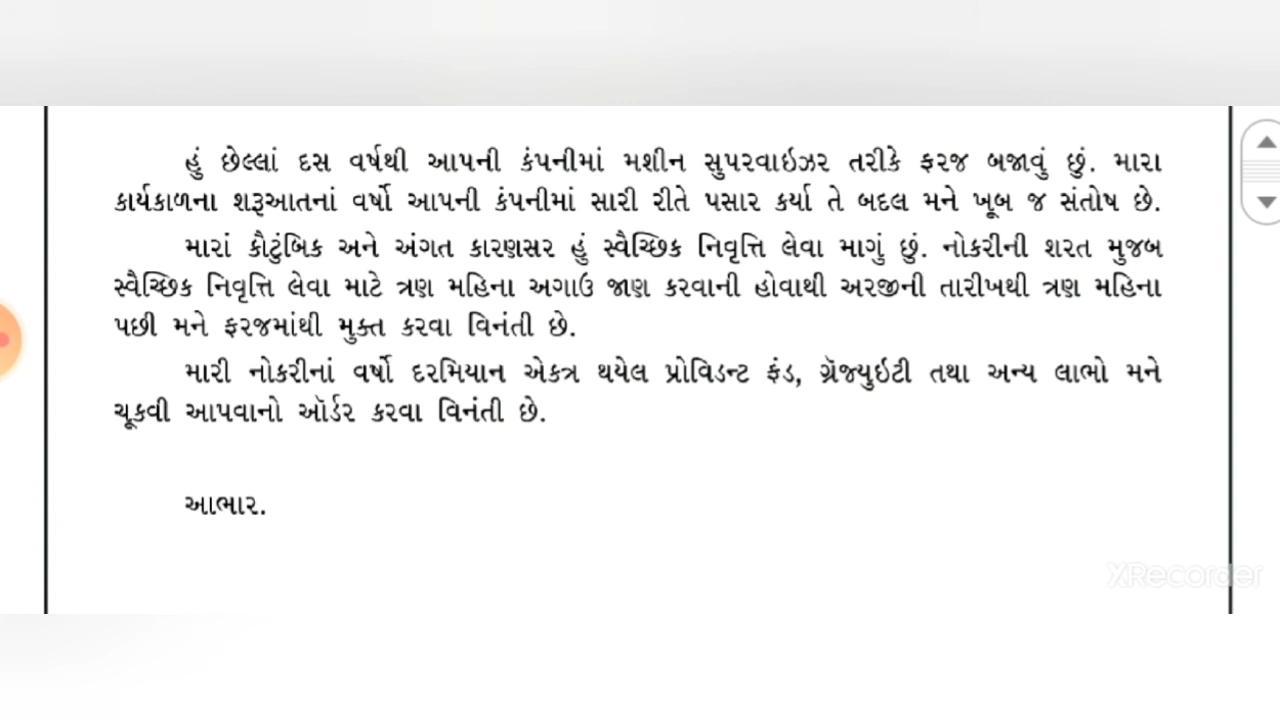 હું છેલ્લાં દસ વર્ષથી આપની કંપનીમાં મશીન સુપરવાઇઝર તરીકે ફરજ બજાવું છું. મારા
કાર્યકાળના શરૂઆતનાં વર્ષો આપની કંપનીમાં સારી રીતે પસાર કર્યા તે બદલ મને ખૂબ જ સંતોષ છે.
મારાં કૌટુંબિક અને અંગત કારણસર હું સ્વૈચ્છિક નિવૃત્તિ લેવા માગું છું. નોકરીની શરત મુજબ
સ્વૈચ્છિક નિવૃત્તિ લેવા માટે ત્રણ મહિના અગાઉ જાણ કરવાની હોવાથી અરજીની તારીખથી ત્રણ મહિના
પછી મને ફરજમાંથી મુક્ત કરવા વિનંતી છે.
મારી નોકરીનાં વર્ષો દરમિયાન એકત્ર થયેલ પ્રોવિડન્ટ ફંડ, ગ્રૅજ્યુઇટી તથા અન્ય લાભો મને
ચૂકવી આપવાનો ઑર્ડર કરવા વિનંતી છે.
આભાર.
XRecorder